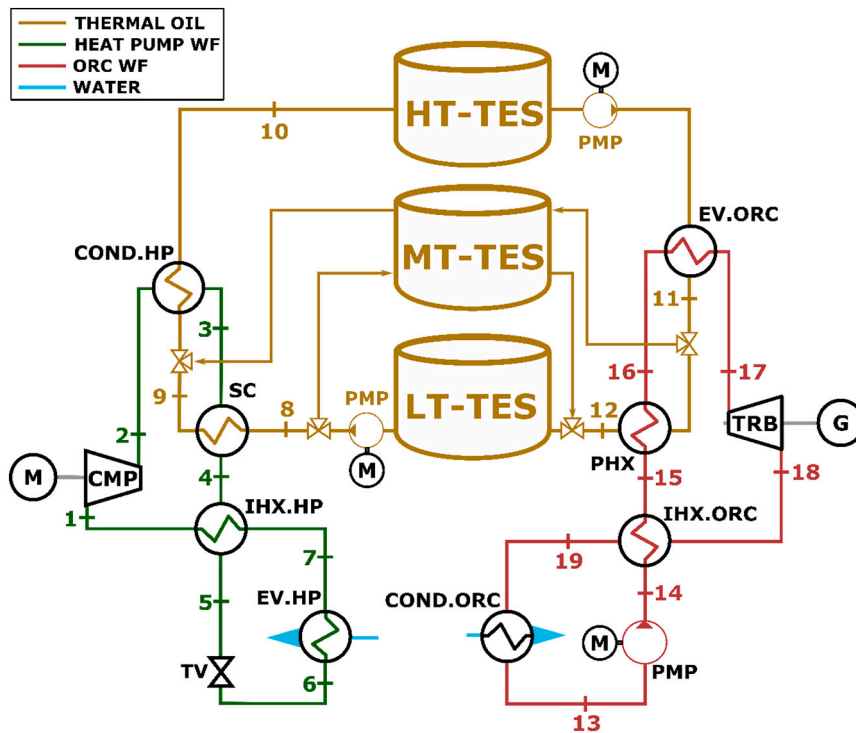 THERMAL OIL
HEAT PUMP WF
ORC WF
WATER
M
HT-TES
10
PMP
MT-TES
EV.ORC
COND.HP
11
3
16
17
SC
PMP
LT-TES
9
8
12
TRB
G
2
M
PHX
18
M
CMP
4
15
1
IHX.HP
IHX.ORC
7
19
5
14
EV.HP
COND.ORC
M
TV
PMP
6
13